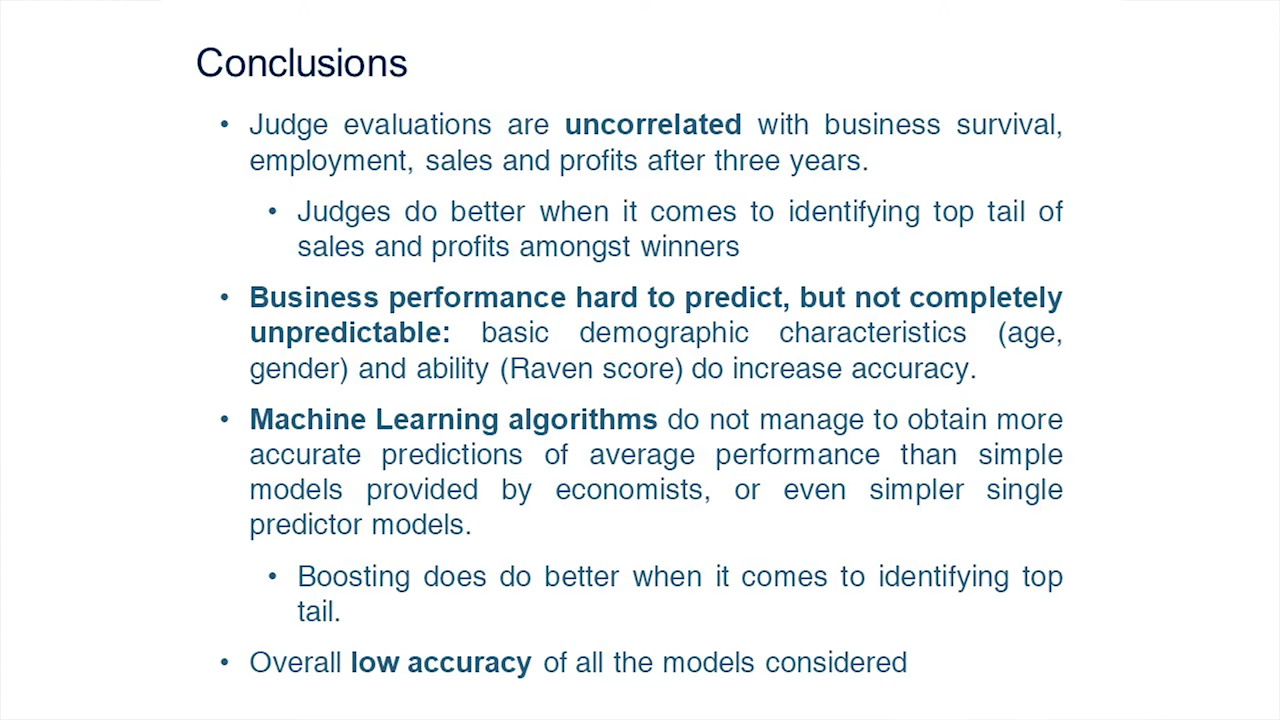 Conclusions
• Judge evaluations are uncorrelated with business survival,
employment, sales and profits after three years.
• Judges do better when it comes to identifying top tail of
sales and profits amongst winners
• Business performance hard to predict, but not completely
unpredictable: basic demographic characteristics (age,
gender) and ability (Raven score) do increase accuracy.
• Machine Learning algorithms do not manage to obtain more
accurate predictions of average performance than simple
models provided by economists, or even simpler single
predictor models.
• Boosting does do better when it comes to identifying top
tail.
• Overall low accuracy of all the models considered